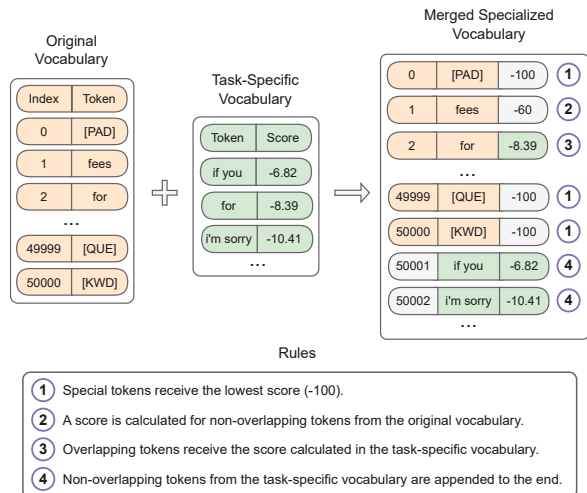 Original
Vocabulary
Index Token
0 [PAD]
1 fees
2 for
...
49999 [QUE]
50000 [KWD]
Task-Specific
Vocabulary
Token Score
if you -6.82
for -8.39
i'm sorry -10.41
...
Merged Specialized
Vocabulary
0 [PAD] -100 1
1 fees -60 2
2 for -8.39 3
...
49999 [QUE] -100 1
50000 [KWD] -100 1
50001 if you -6.82 4
50002 i'm sorry -10.41 4
...
Rules
1 Special tokens receive the lowest score (-100).
2 A score is calculated for non-overlapping tokens from the original vocabulary.
3 Overlapping tokens receive the score calculated in the task-specific vocabulary.
4 Non-overlapping tokens from the task-specific vocabulary are appended to the end.